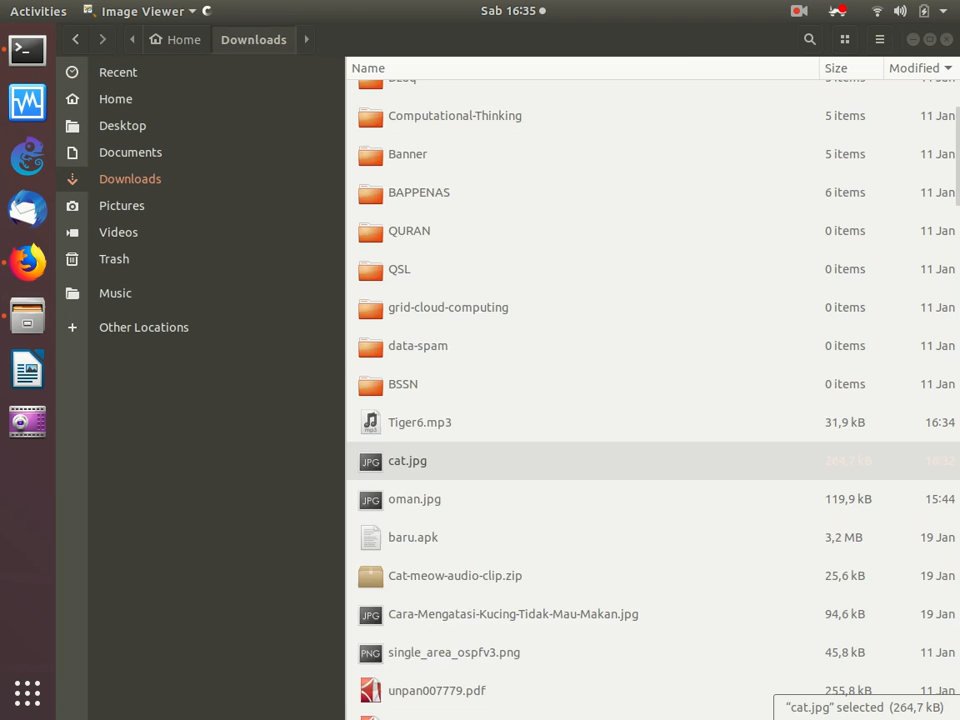 Activities Image Viewer Sab 16:35
Home Downloads
Recent
Home
Desktop
Documents
Downloads
Pictures
Videos
Trash
Music
Other Locations
Name Size Modified
Computational-Thinking 5 items 11 Jan
Banner 5 items 11 Jan
BAPPENAS 6 items 11 Jan
QURAN 0 items 11 Jan
QSL 0 items 11 Jan
grid-cloud-computing 0 items 11 Jan
data-spam 0 items 11 Jan
BSSN 0 items 11 Jan
Tiger6.mp3 31,9 kB 16:34
cat.jpg 264,7 kB
oman.jpg 119,9 kB 15:44
baru.apk 3,2 MB 19 Jan
Cat-meow-audio-clip.zip 25,6 kB 19 Jan
Cara-Mengatasi-Kucing-Tidak-Mau-Makan.jpg 94,6 kB 19 Jan
single_area_ospfv3.png 45,8 kB 11 Jan
unpan007779.pdf 255,8 kB 11 Jan
“cat.jpg” selected (264,7 kB)